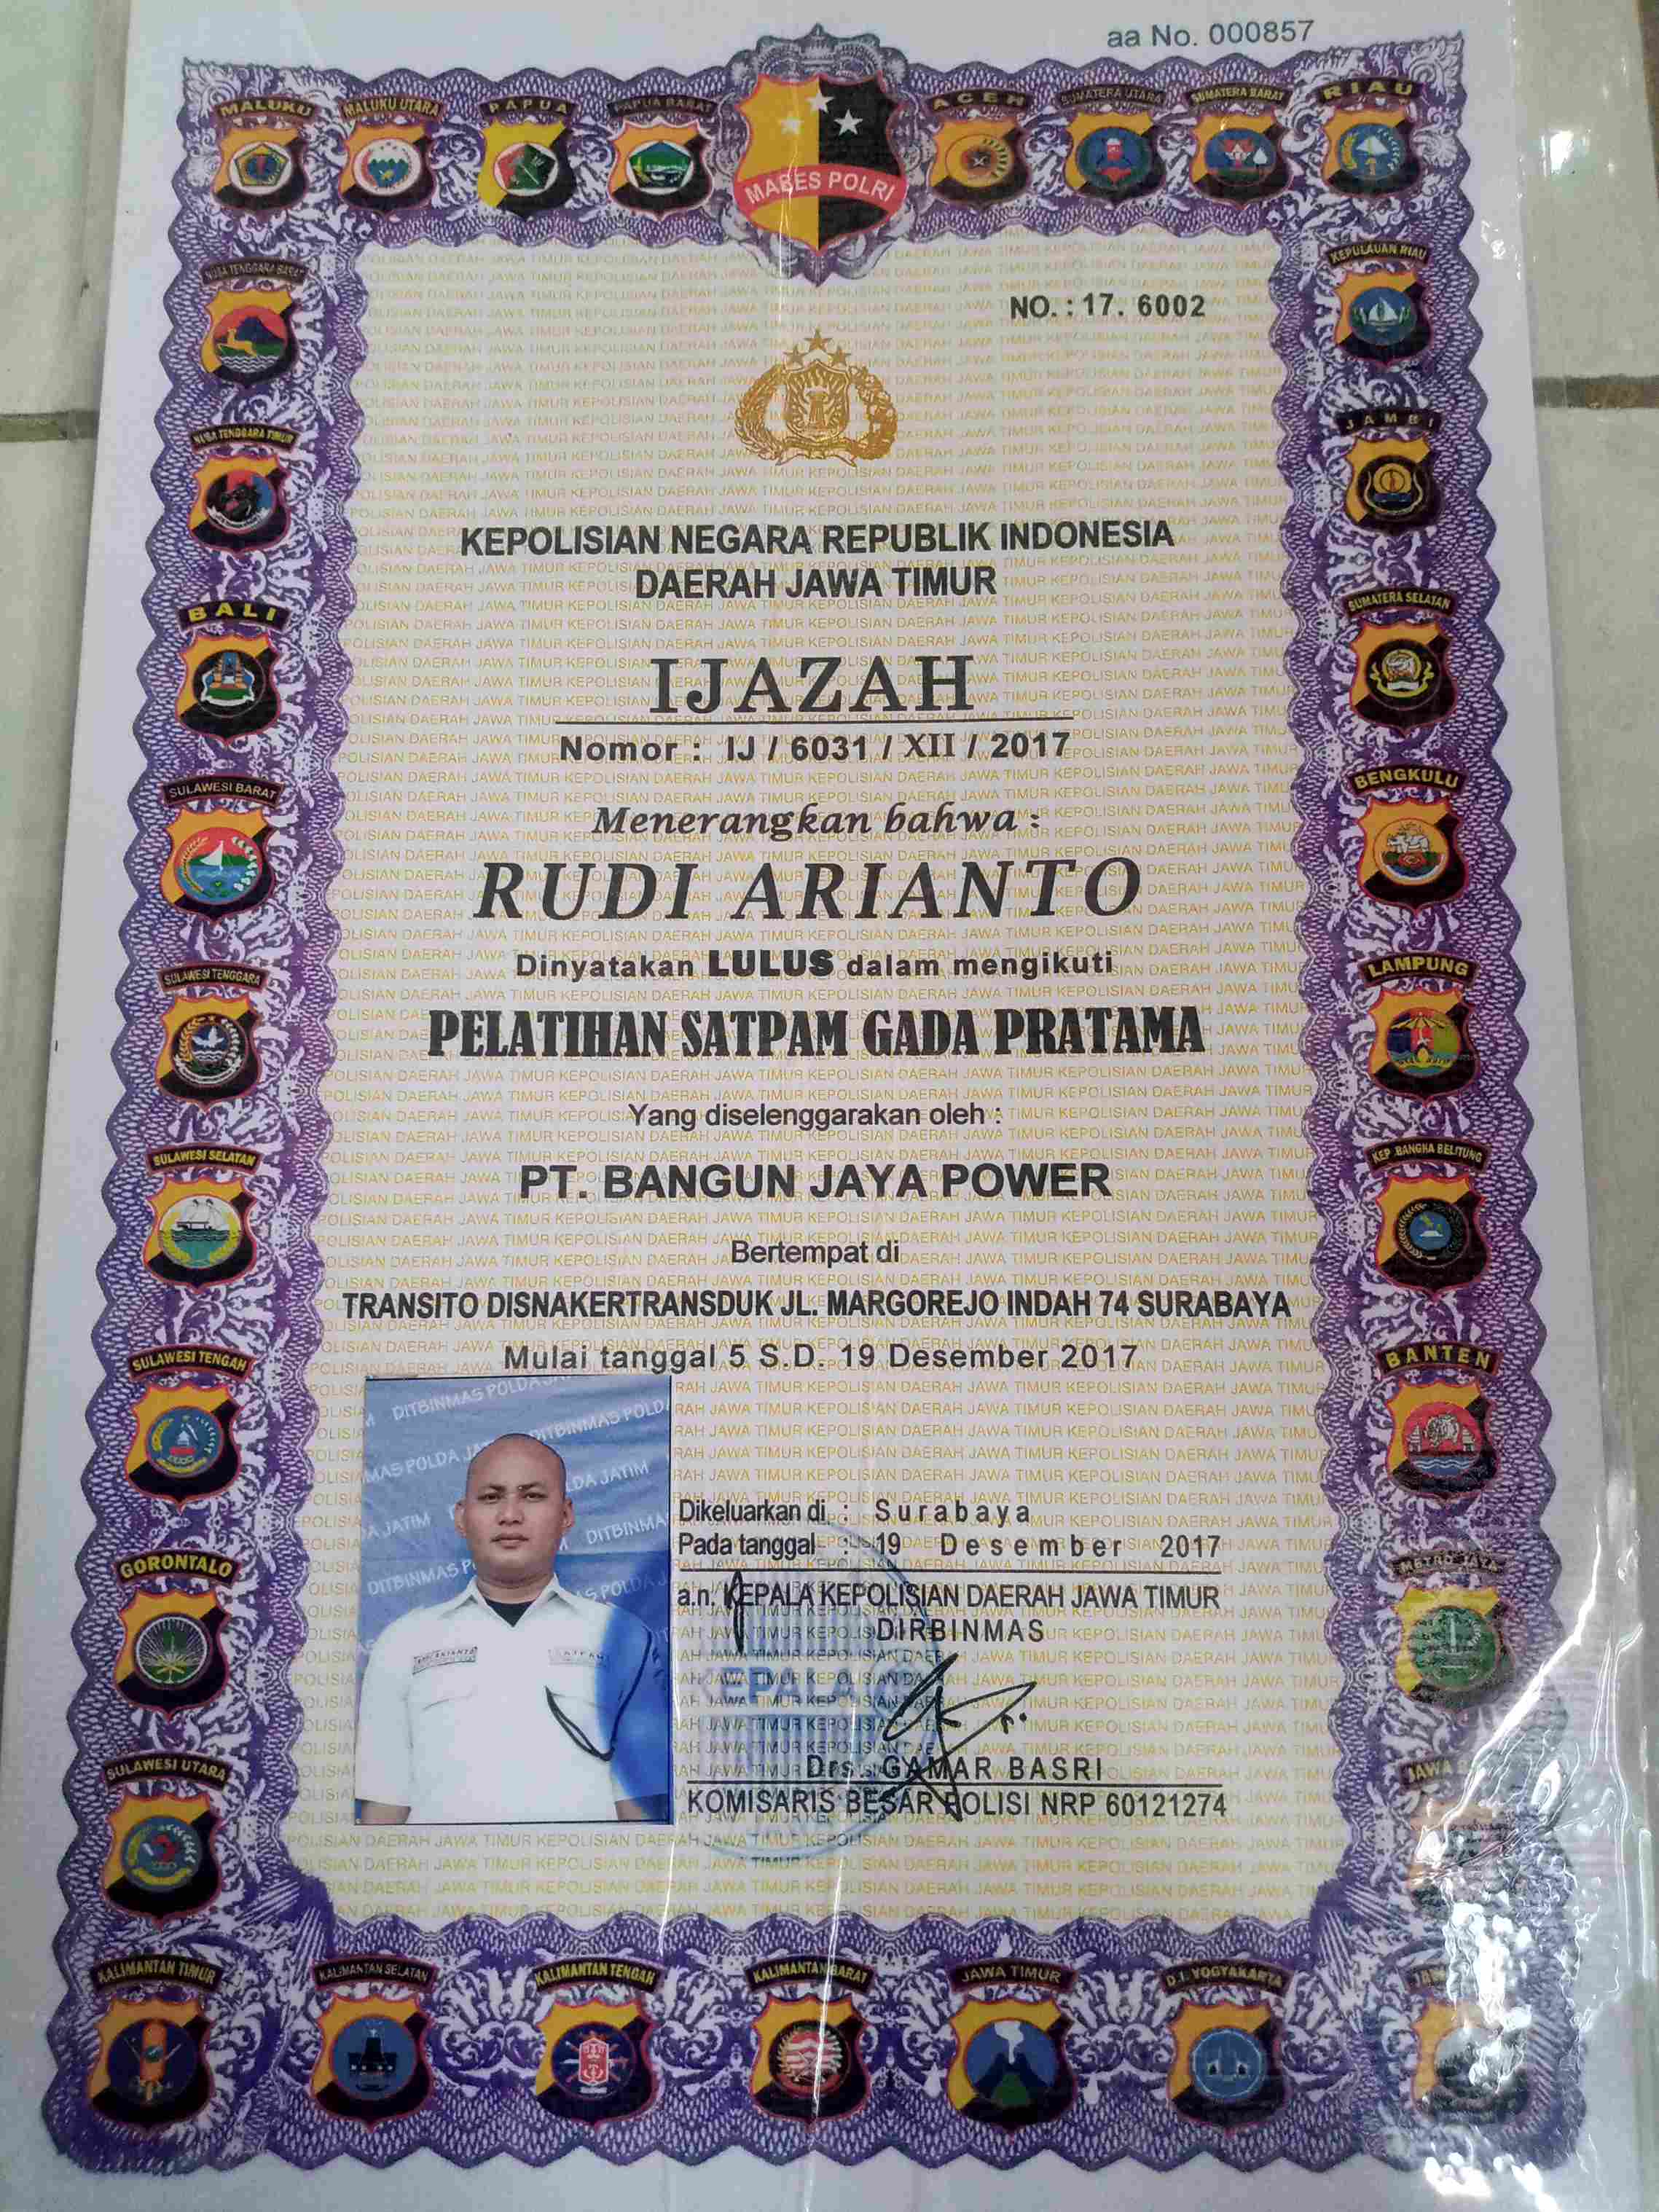 aa No. 000857
MALUKU
MALUKU UTARA
PAPUA
PAPUA BARAT
MABES POLRI
ACEH
SUMATERA UTARA
SUMATERA BARAT
RIAU
NUSA TENGGARA BARAT
KEPULAUAN RIAU
NO. : 17. 6002
NUSA TENGGARA TIMUR
JAMBI
KEPOLISIAN NEGARA REPUBLIK INDONESIA
DAERAH JAWA TIMUR
BALI
SUMATERA SELATAN
IJAZAH
Nomor : IJ / 6031 / XII / 2017
SULAWESI BARAT
BENGKULU
Menerangkan bahwa :
RUDI ARIANTO
Dinyatakan LULUS dalam mengikuti
SULAWESI TENGGARA
LAMPUNG
PELATIHAN SATPAM GADA PRATAMA
Yang diselenggarakan oleh :
SULAWESI SELATAN
KEP. BANGKA BELITUNG
PT. BANGUN JAYA POWER
Bertempat di
TRANSITO DISNAKERTRANSDUK JL. MARGOREJO INDAH 74 SURABAYA
Mulai tanggal 5 S.D. 19 Desember 2017
SULAWESI TENGAH
BANTEN
DITBINMAS POLDA JATIM
Dikeluarkan di : Surabaya
Pada tanggal : 19 Desember 2017
GORONTALO
METRO JAYA
a.n. KEPALA KEPOLISIAN DAERAH JAWA TIMUR
DIRBINMAS
SULAWESI UTARA
JAWA
Drs. GAMAR BASRI
KOMISARIS BESAR POLISI NRP 60121274
KALIMANTAN TIMUR
KALIMANTAN SELATAN
KALIMANTAN TENGAH
KALIMANTAN BARAT
JAWA TIMUR
D.I. YOGYAKARTA
KEPOLISIAN DAERAH JAWA TIMUR